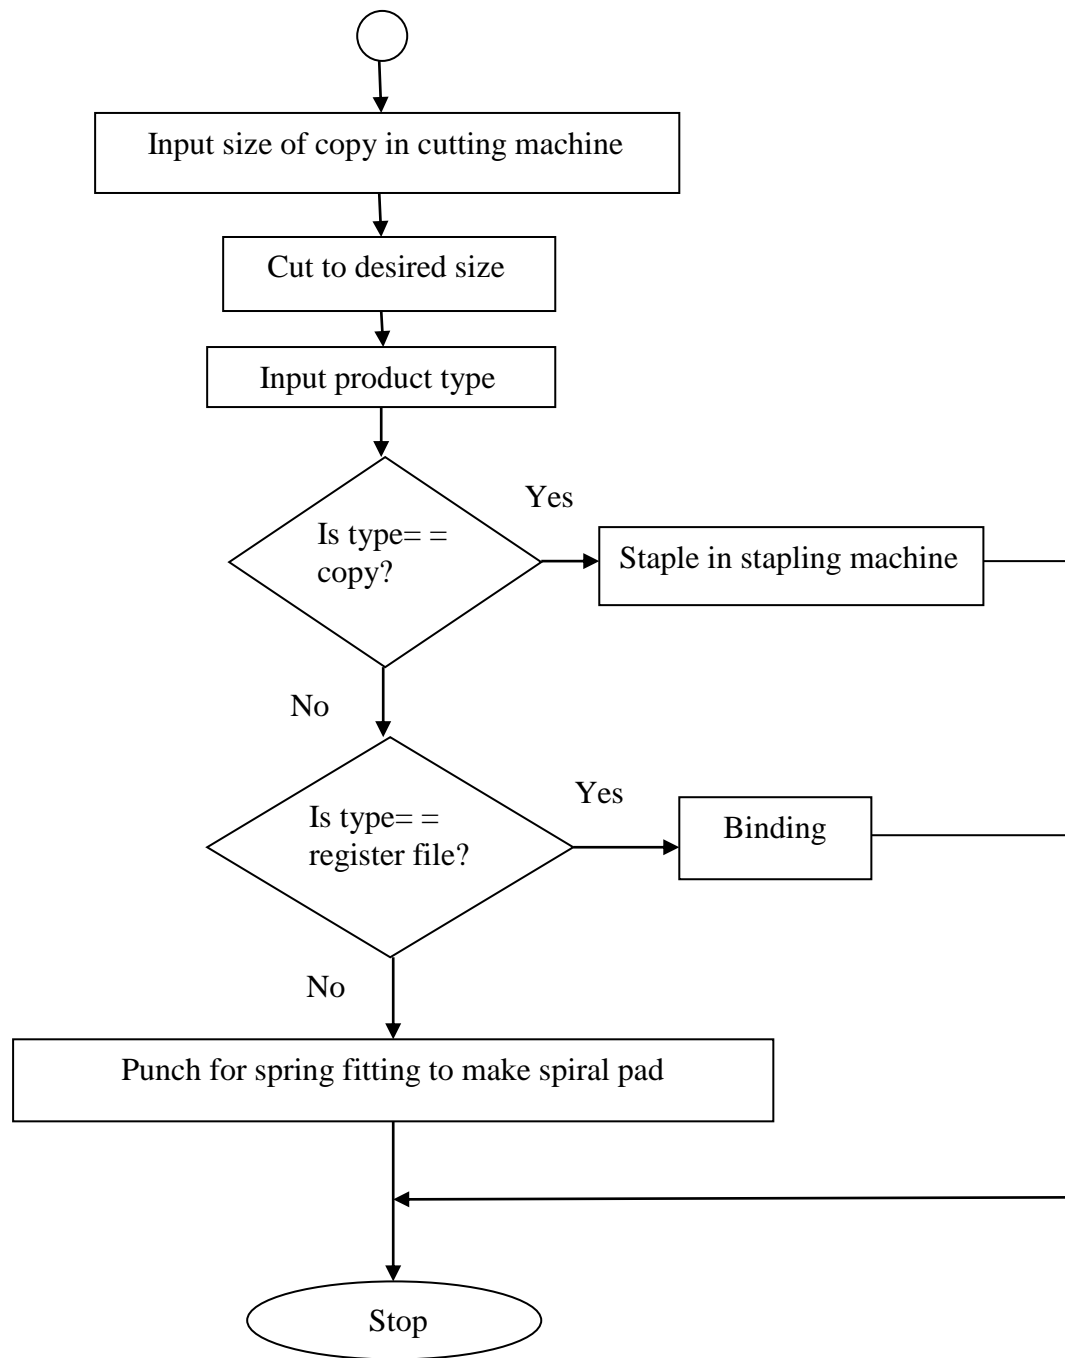 Input size of copy in cutting machine
Cut to desired size
Input product type
Yes
Is type= =
copy?
Staple in stapling machine
No
Yes
Is type= =
register file?
Binding
No
Punch for spring fitting to make spiral pad
Stop